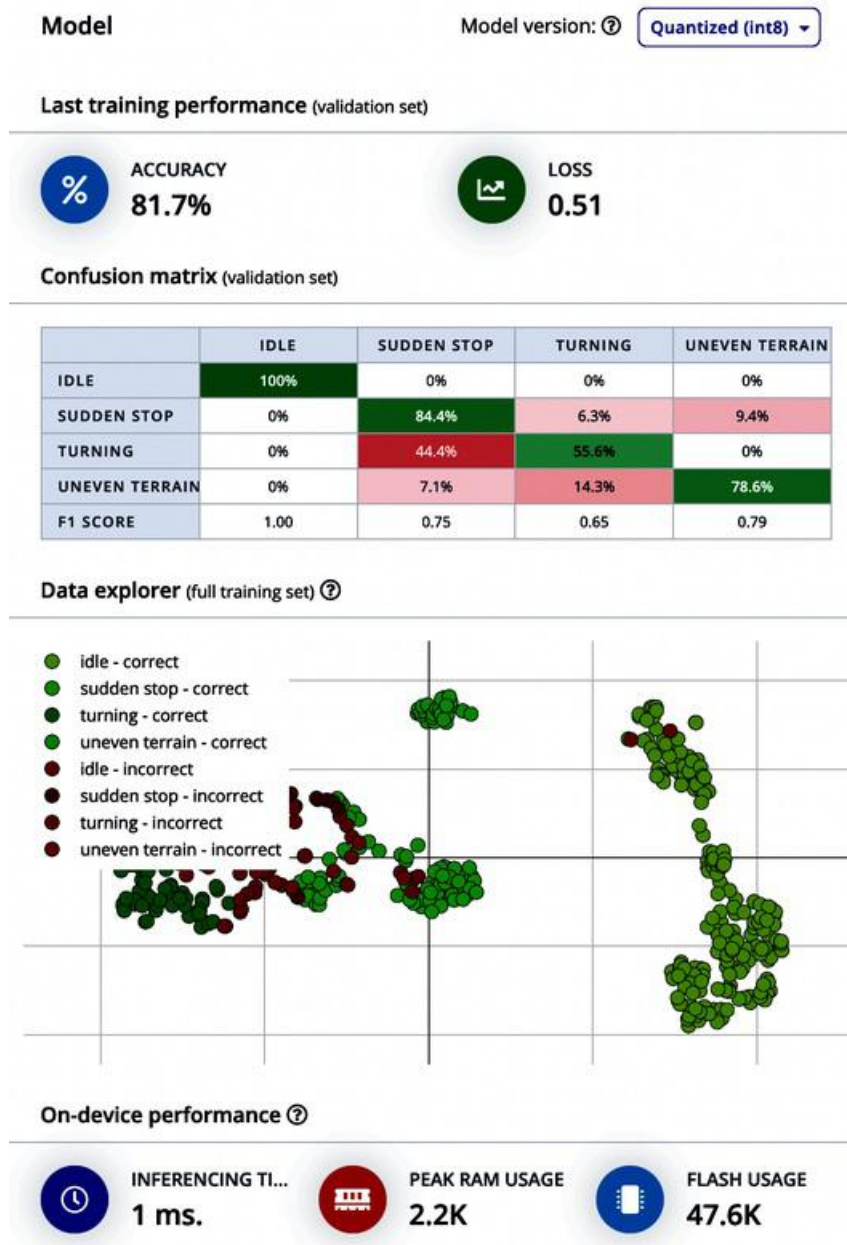 Model
Model version: Quantized (int8)
Last training performance (validation set)
ACCURACY
81.7%
LOSS
0.51
Confusion matrix (validation set)
IDLE SUDDEN STOP TURNING UNEVEN TERRAIN
IDLE 100% 0% 0% 0%
SUDDEN STOP 0% 84.4% 6.3% 9.4%
TURNING 0% 44.4% 55.6% 0%
UNEVEN TERRAIN 0% 7.1% 14.3% 78.6%
F1 SCORE 1.00 0.75 0.65 0.79
Data explorer (full training set) ?
idle - correct
sudden stop - correct
turning - correct
uneven terrain - correct
idle - incorrect
sudden stop - incorrect
turning - incorrect
uneven terrain - incorrect
On-device performance ?
INFERENCING TI...
1 ms.
PEAK RAM USAGE
2.2K
FLASH USAGE
47.6K